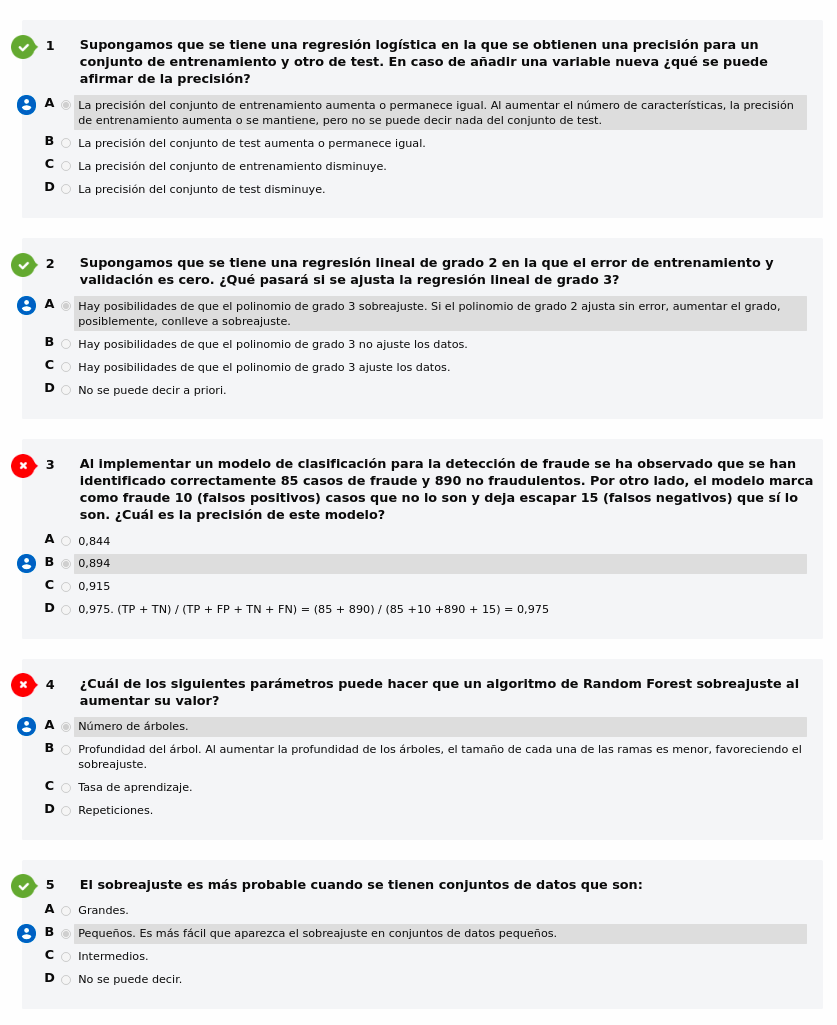 1 Supongamos que se tiene una regresión logística en la que se obtienen una precisión para un
conjunto de entrenamiento y otro de test. En caso de añadir una variable nueva ¿qué se puede
afirmar de la precisión?
A La precisión del conjunto de entrenamiento aumenta o permanece igual. Al aumentar el número de características, la precisión
de entrenamiento aumenta o se mantiene, pero no se puede decir nada del conjunto de test.
B La precisión del conjunto de test aumenta o permanece igual.
C La precisión del conjunto de entrenamiento disminuye.
D La precisión del conjunto de test disminuye.
2 Supongamos que se tiene una regresión lineal de grado 2 en la que el error de entrenamiento y
validación es cero. ¿Qué pasará si se ajusta la regresión lineal de grado 3?
A Hay posibilidades de que el polinomio de grado 3 sobreajuste. Si el polinomio de grado 2 ajusta sin error, aumentar el grado,
posiblemente, conlleve a sobreajuste.
B Hay posibilidades de que el polinomio de grado 3 no ajuste los datos.
C Hay posibilidades de que el polinomio de grado 3 ajuste los datos.
D No se puede decir a priori.
3 Al implementar un modelo de clasificación para la detección de fraude se ha observado que se han
identificado correctamente 85 casos de fraude y 890 no fraudulentos. Por otro lado, el modelo marca
como fraude 10 (falsos positivos) casos que no lo son y deja escapar 15 (falsos negativos) que sí lo
son. ¿Cuál es la precisión de este modelo?
A 0,844
B 0,894
C 0,915
D 0,975. (TP + TN) / (TP + FP + TN + FN) = (85 + 890) / (85 +10 +890 + 15) = 0,975
4 ¿Cuál de los siguientes parámetros puede hacer que un algoritmo de Random Forest sobreajuste al
aumentar su valor?
A Número de árboles.
B Profundidad del árbol. Al aumentar la profundidad de los árboles, el tamaño de cada una de las ramas es menor, favoreciendo el
sobreajuste.
C Tasa de aprendizaje.
D Repeticiones.
5 El sobreajuste es más probable cuando se tienen conjuntos de datos que son:
A Grandes.
B Pequeños. Es más fácil que aparezca el sobreajuste en conjuntos de datos pequeños.
C Intermedios.
D No se puede decir.